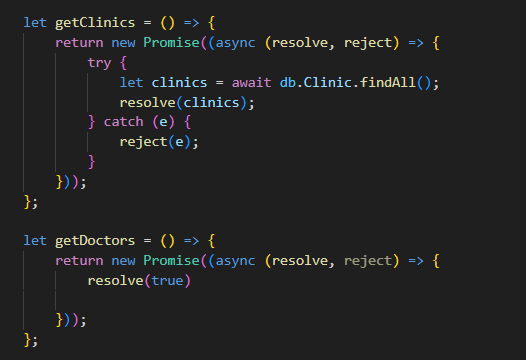 let getClinics = () => {
    return new Promise((async (resolve, reject) => {
        try {
            let clinics = await db.Clinic.findAll();
            resolve(clinics);
        } catch (e) {
            reject(e);
        }
    }));
};

let getDoctors = () => {
    return new Promise((async (resolve, reject) => {
        resolve(true)

    }));
};